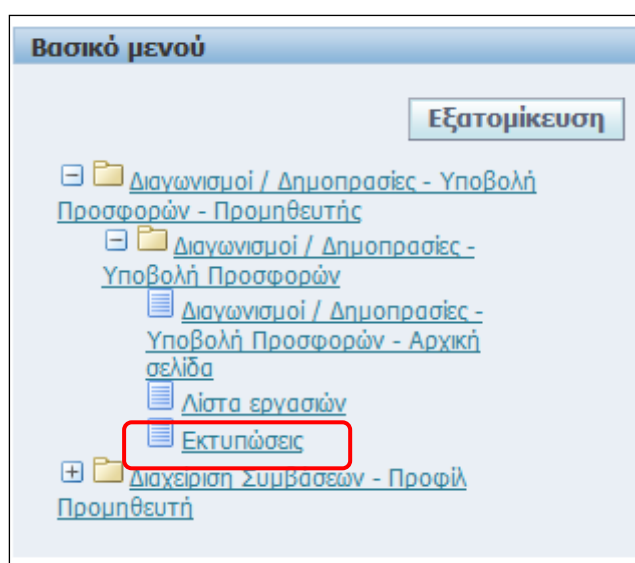 Βασικό μενού
Εξατομίκευση
Διαγωνισμοί / Δημοπρασίες - Υποβολή
Προσφορών - Προμηθευτής
Διαγωνισμοί / Δημοπρασίες -
Υποβολή Προσφορών
Διαγωνισμοί / Δημοπρασίες -
Υποβολή Προσφορών - Αρχική
σελίδα
Λίστα εργασιών
Εκτυπώσεις
Διαχείριση Συμβάσεων - Προφίλ
Προμηθευτή